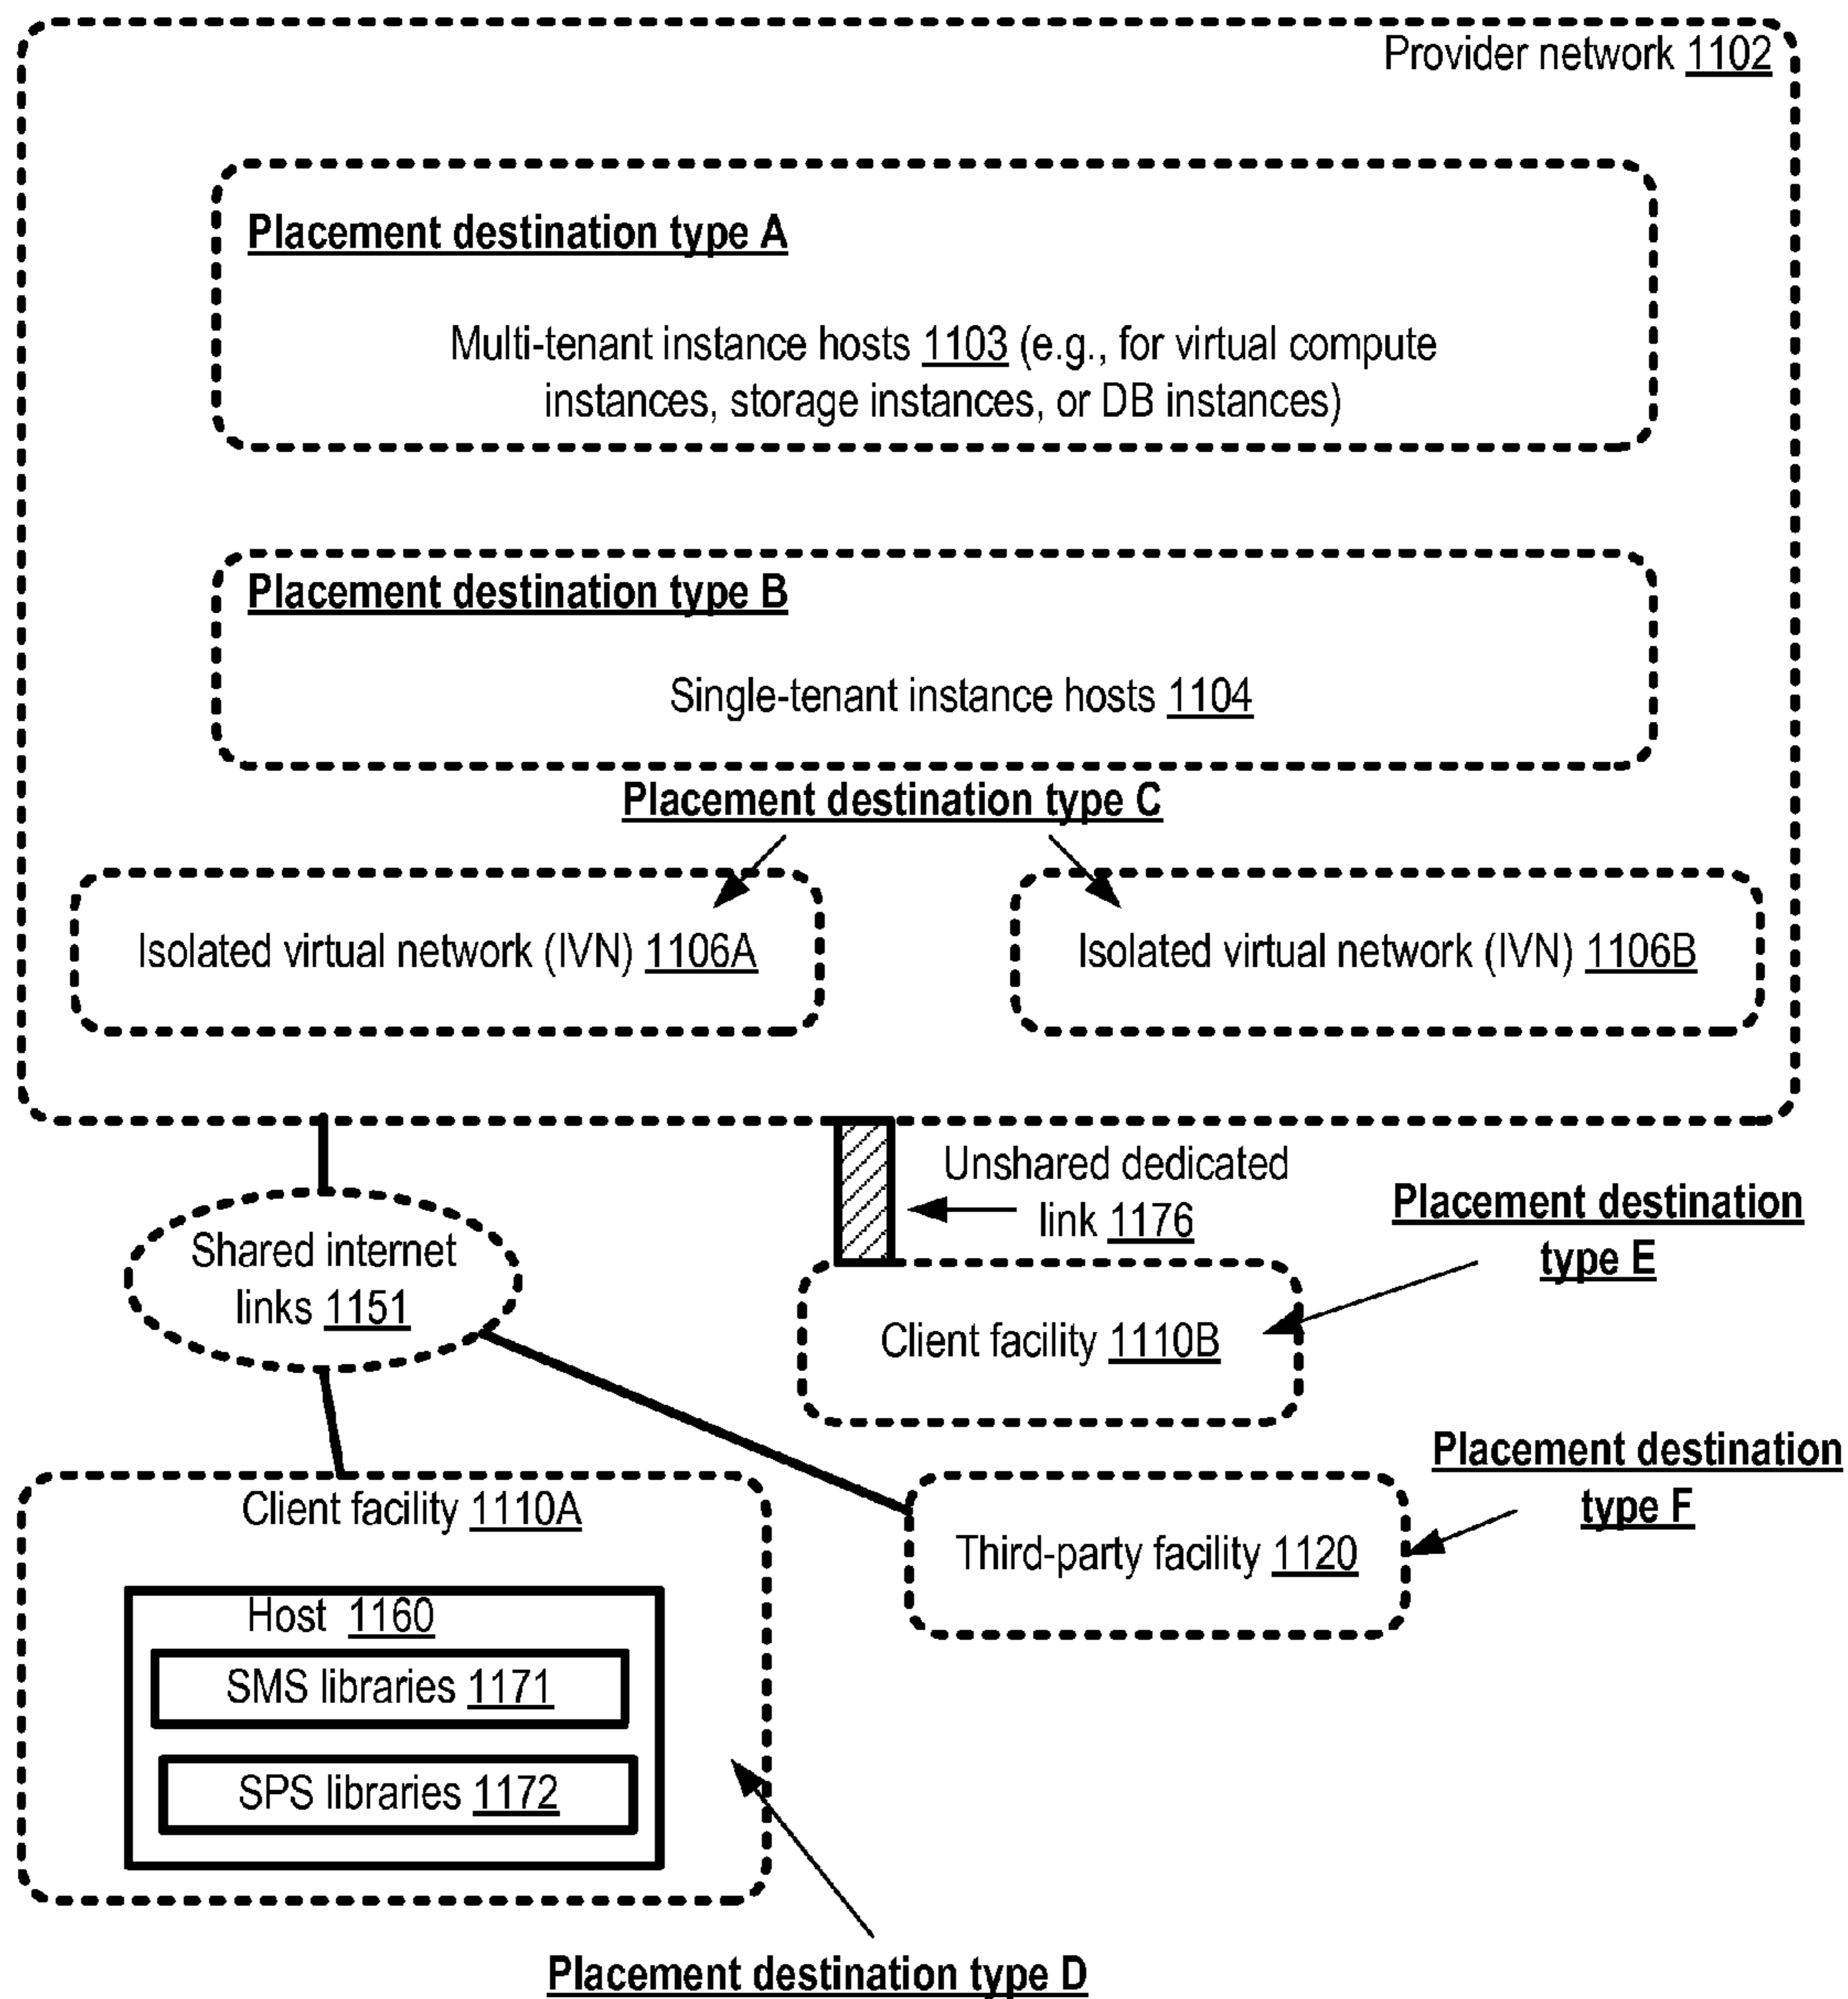 Provider network 1102
Placement destination type A
Multi-tenant instance hosts 1103 (e.g., for virtual compute
instances, storage instances, or DB instances)
Placement destination type B
Single-tenant instance hosts 1104
Placement destination type C
Isolated virtual network (IVN) 1106A
Isolated virtual network (IVN) 1106B
Unshared dedicated
link 1176
Placement destination
type E
Shared internet
links 1151
Client facility 1110B
Placement destination
type F
Client facility 1110A
Third-party facility 1120
Host 1160
SMS libraries 1171
SPS libraries 1172
Placement destination type D